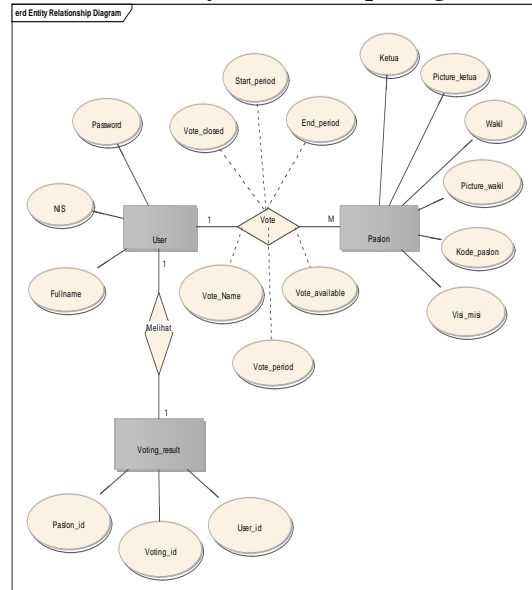 erd Entity Relationship Diagram
Ketua
Start_period
Picture_ketua
Password
Vote_closed
End_period
Wakil
Picture_wakil
NIS
User
1
Vote
M
Paslon
Kode_paslon
Fullname
1
Vote_Name
Vote_available
Visi_misi
Melihat
Vote_period
1
Voting_result
Paslon_id
Voting_id
User_id